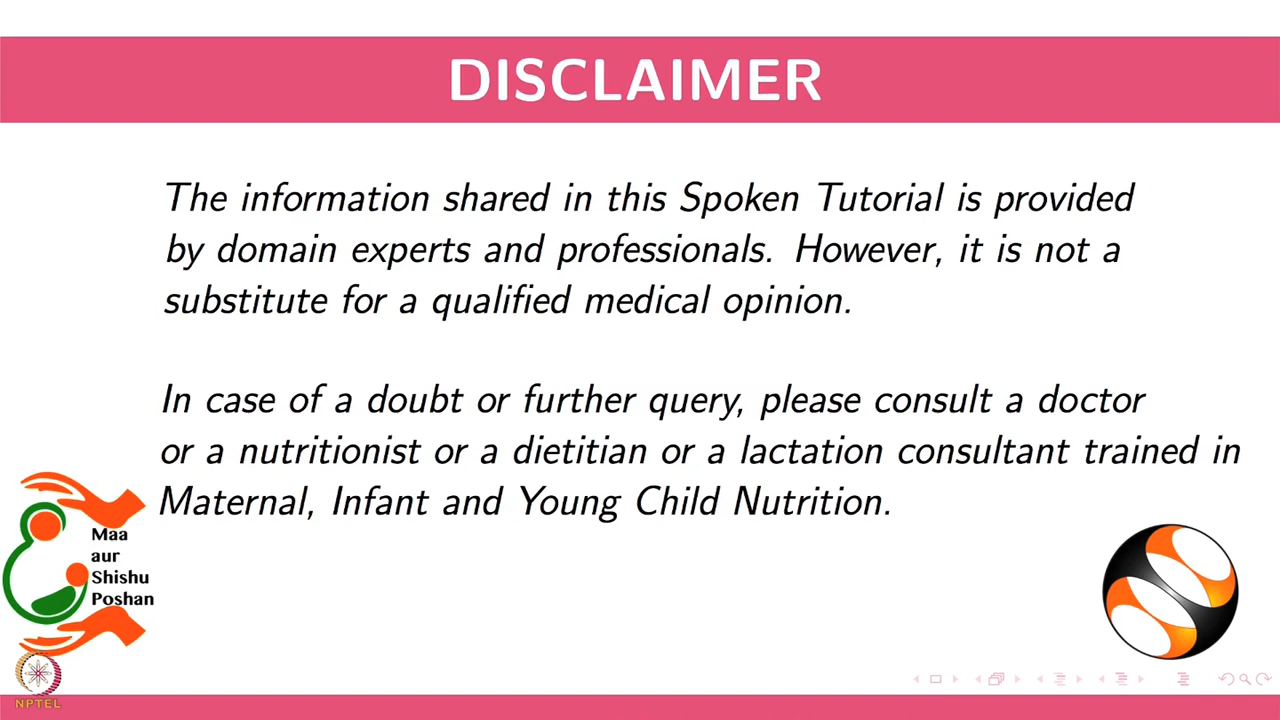 DISCLAIMER
The information shared in this Spoken Tutorial is provided
by domain experts and professionals. However, it is not a
substitute for a qualified medical opinion.
In case of a doubt or further query, please consult a doctor
or a nutritionist or a dietitian or a lactation consultant trained in
Maternal, Infant and Young Child Nutrition.
Maa
aur
Shishu
Poshan
NPTEL